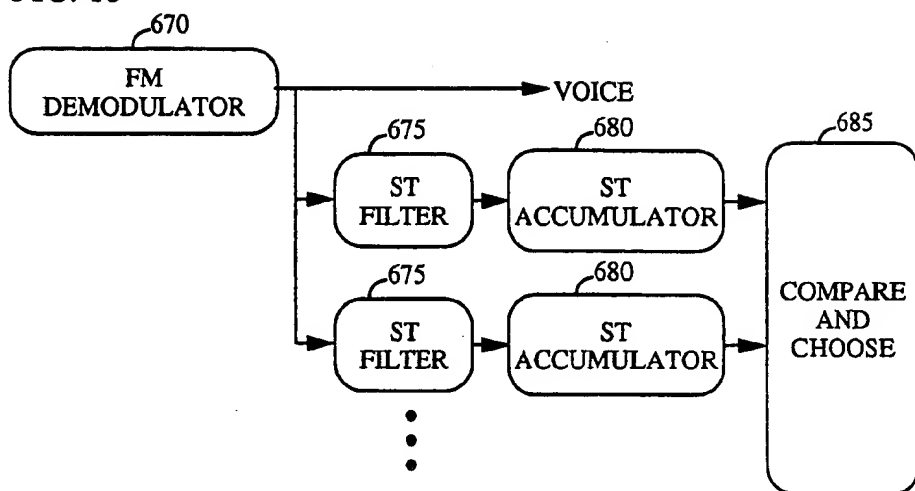 670
FM
DEMODULATOR
VOICE
675
680
685
ST
FILTER
ST
ACCUMULATOR
675
680
ST
FILTER
ST
ACCUMULATOR
COMPARE
AND
CHOOSE